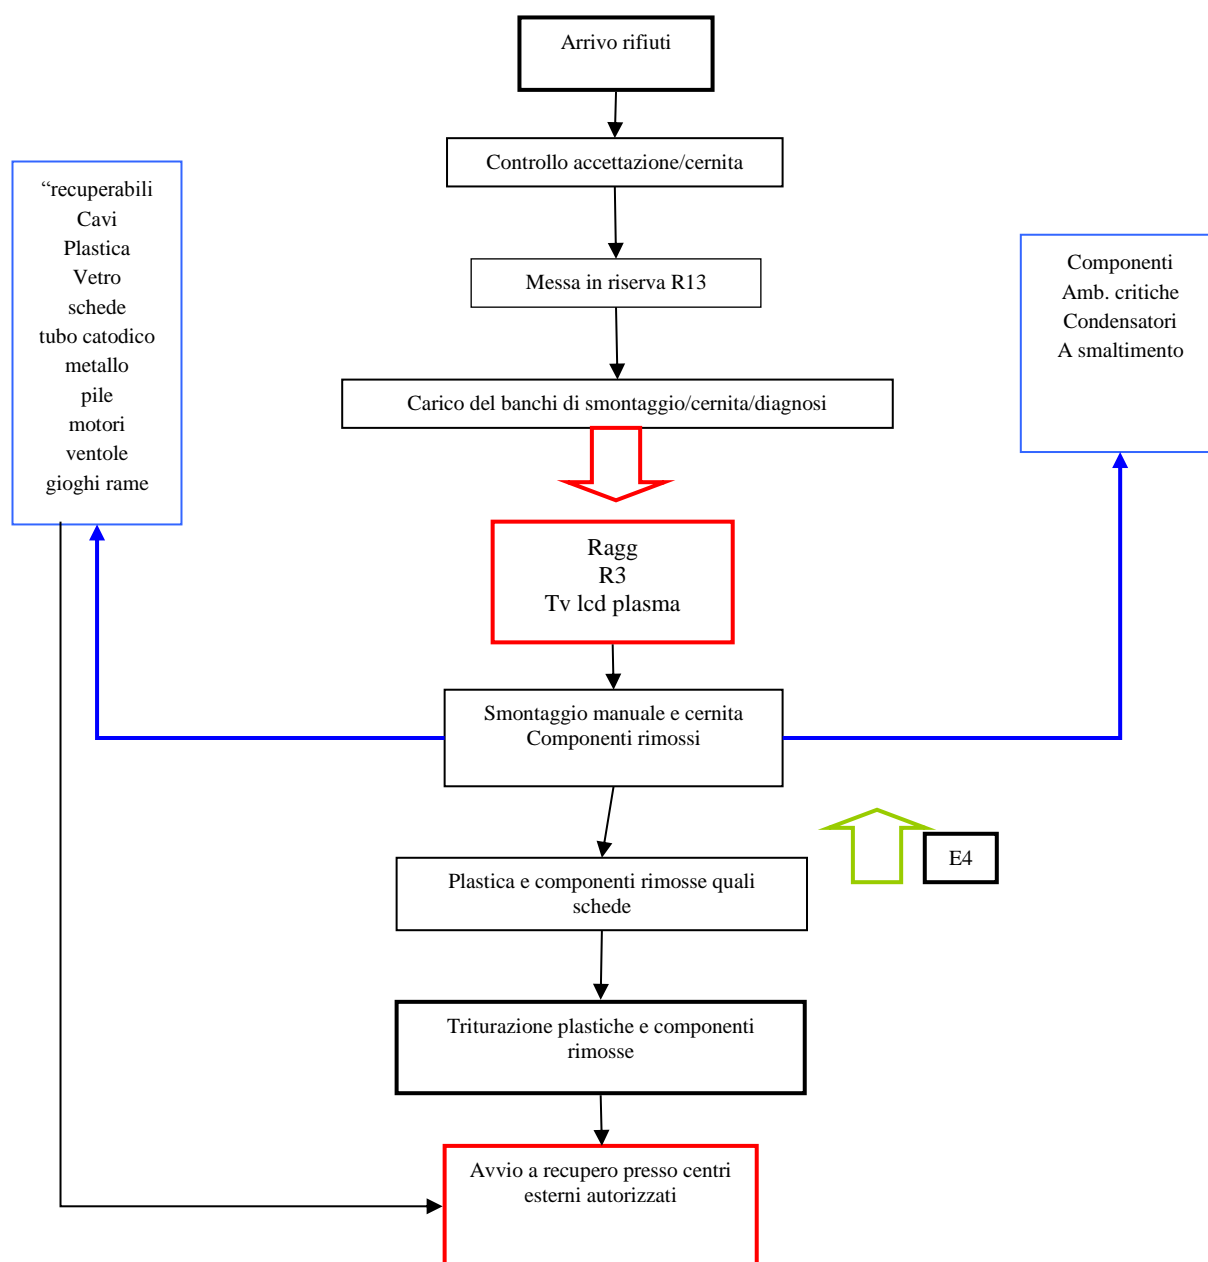 Arrivo rifiuti
Controllo accettazione/cernita
“recuperabili
Cavi
Plastica
Vetro
schede
tubo catodico
metallo
pile
motori
ventole
gioghi rame
Componenti
Amb. critiche
Condensatori
A smaltimento
Messa in riserva R13
Carico del banchi di smontaggio/cernita/diagnosi
Ragg
R3
Tv lcd plasma
Smontaggio manuale e cernita
Componenti rimossi
E4
Plastica e componenti rimosse quali
schede
Triturazione plastiche e componenti
rimosse
Avvio a recupero presso centri
esterni autorizzati